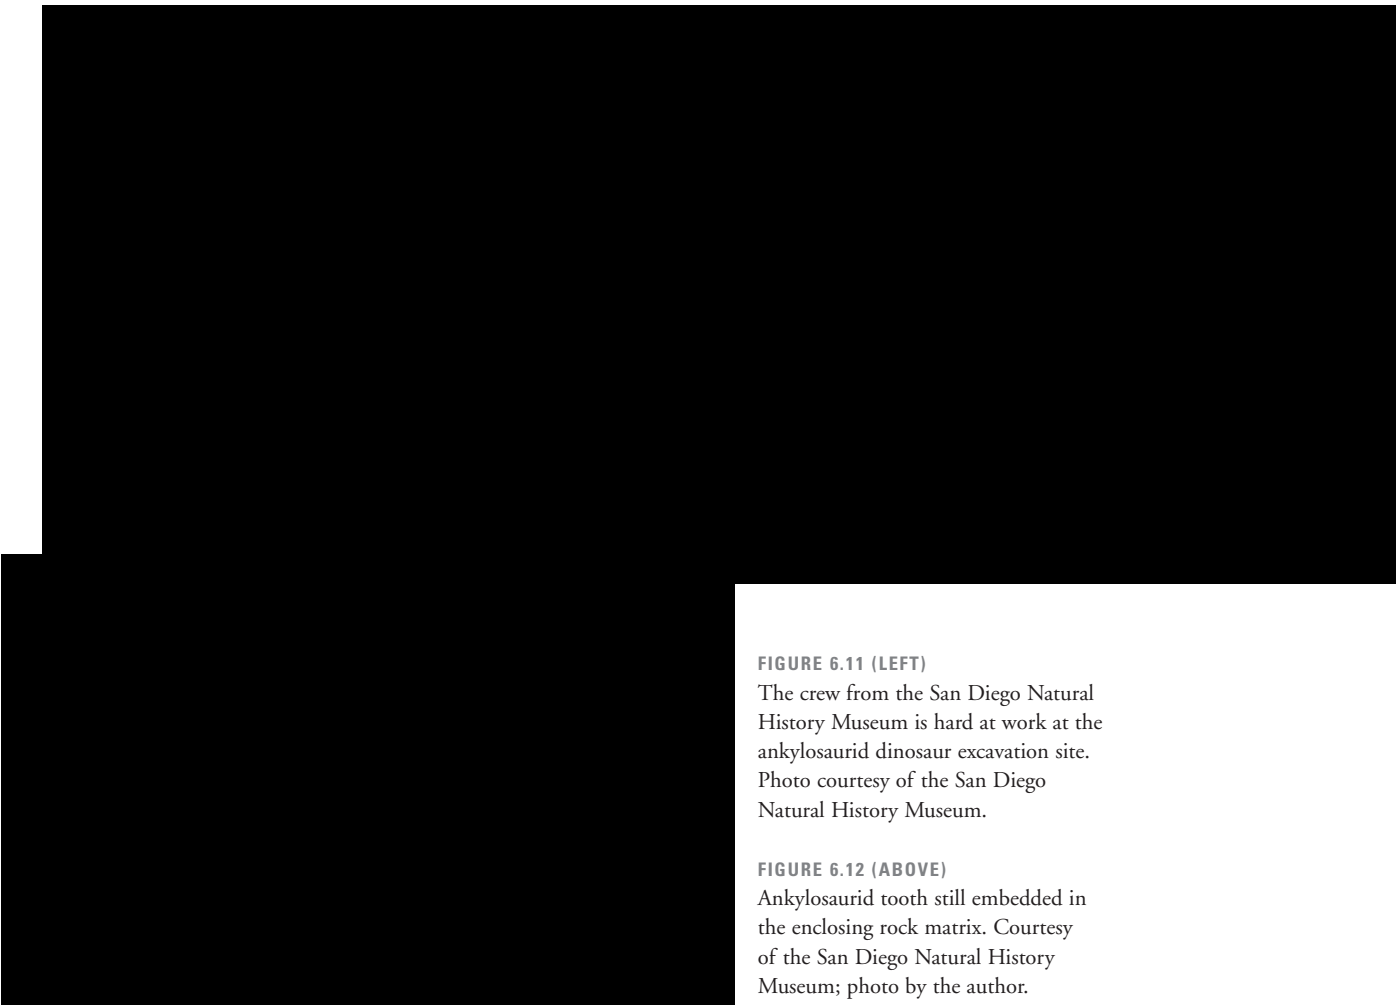 FIGURE 6.11 (LEFT)
The crew from the San Diego Natural
History Museum is hard at work at the
ankylosaurid dinosaur excavation site.
Photo courtesy of the San Diego
Natural History Museum.
FIGURE 6.12 (ABOVE)
Ankylosaurid tooth still embedded in
the enclosing rock matrix. Courtesy
of the San Diego Natural History
Museum; photo by the author.